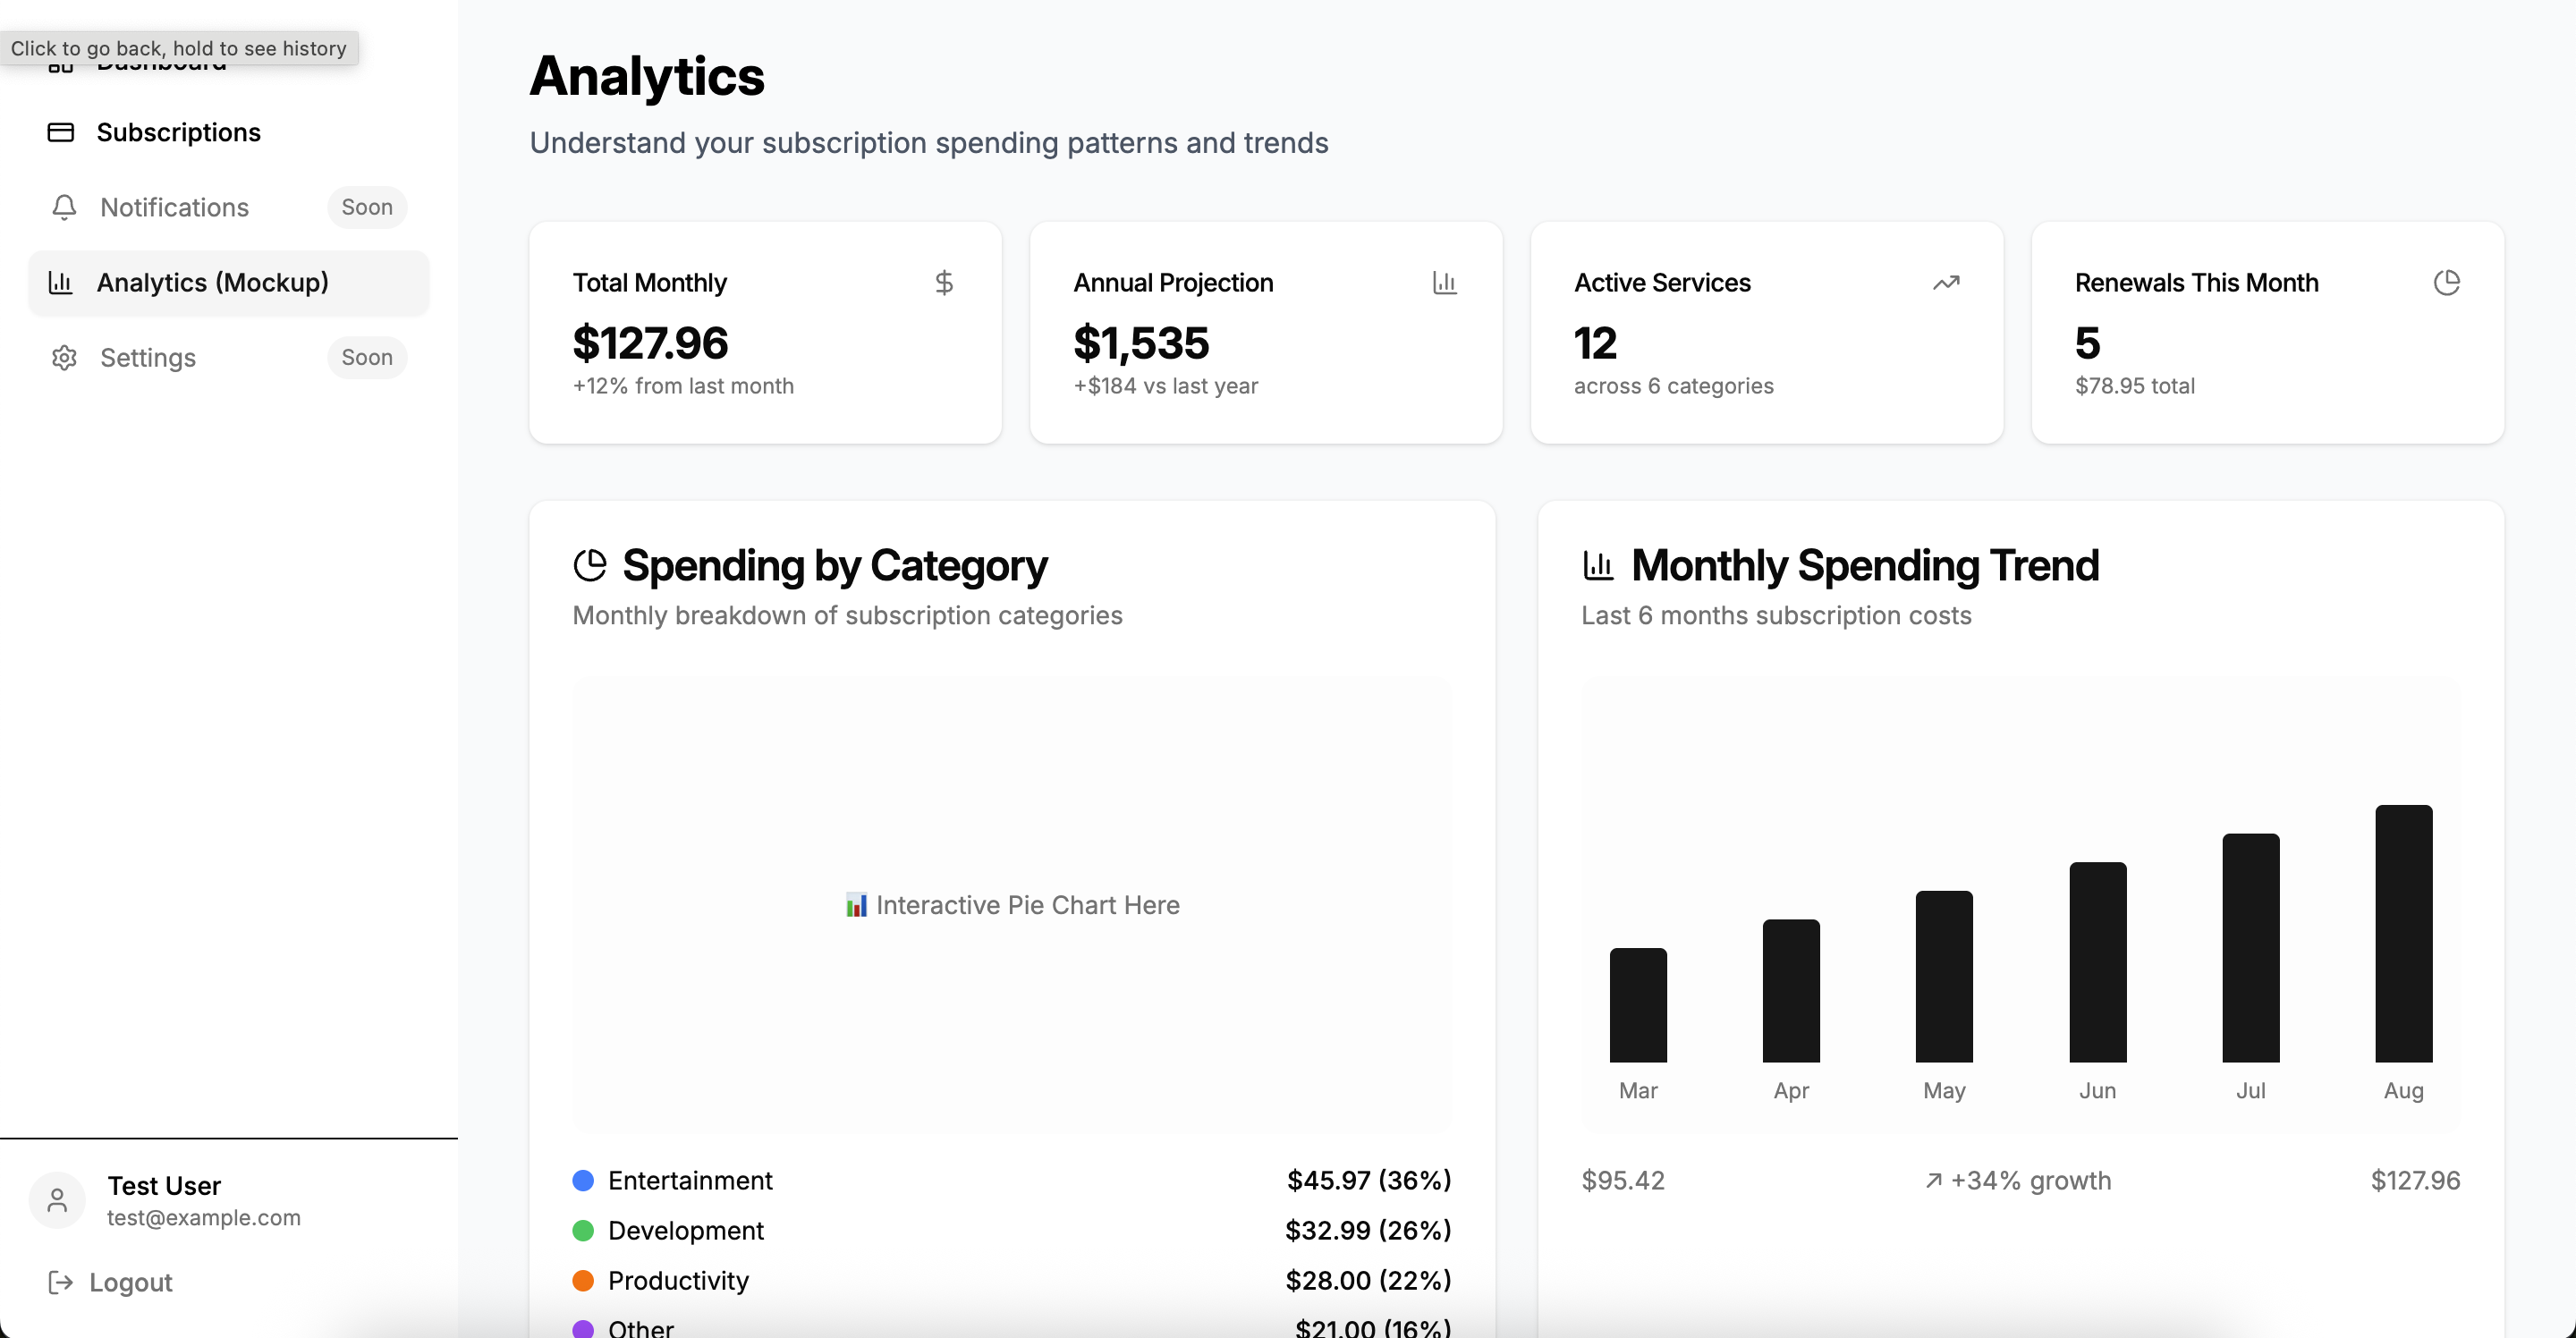 Click to go back, hold to see history
Dashboard
Subscriptions
Notifications Soon
Analytics (Mockup)
Settings Soon
Test User
test@example.com
Logout
Analytics
Understand your subscription spending patterns and trends
Total Monthly
$127.96
+12% from last month
Annual Projection
$1,535
+$184 vs last year
Active Services
12
across 6 categories
Renewals This Month
5
$78.95 total
Spending by Category
Monthly breakdown of subscription categories
Interactive Pie Chart Here
Entertainment $45.97 (36%)
Development $32.99 (26%)
Productivity $28.00 (22%)
Other $21.00 (16%)
Monthly Spending Trend
Last 6 months subscription costs
Mar Apr May Jun Jul Aug
$95.42 +34% growth $127.96